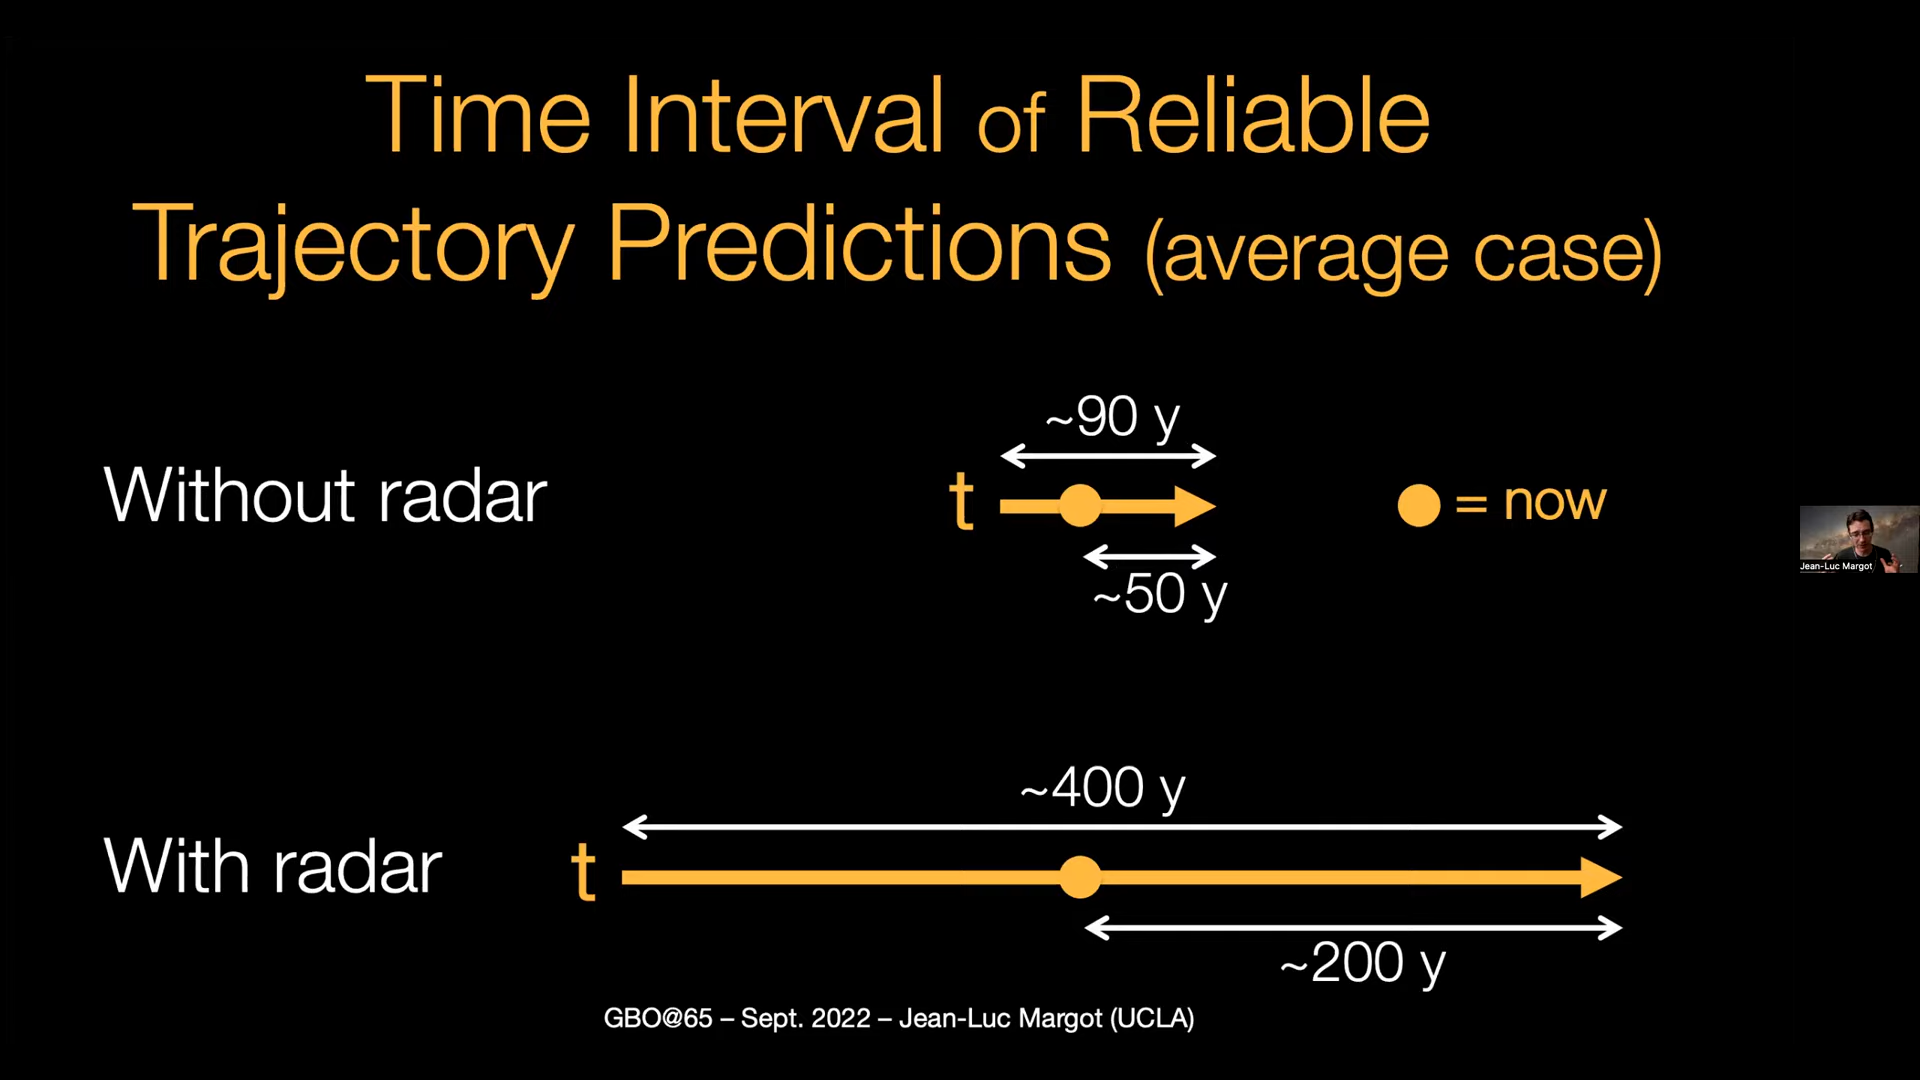 Time Interval of Reliable
Trajectory Predictions (average case)
~90 y
Without radar
t
= now
~50 y
~400 y
With radar
t
~200 y
GBO@65 – Sept. 2022 – Jean-Luc Margot (UCLA)
Jean-Luc Margot